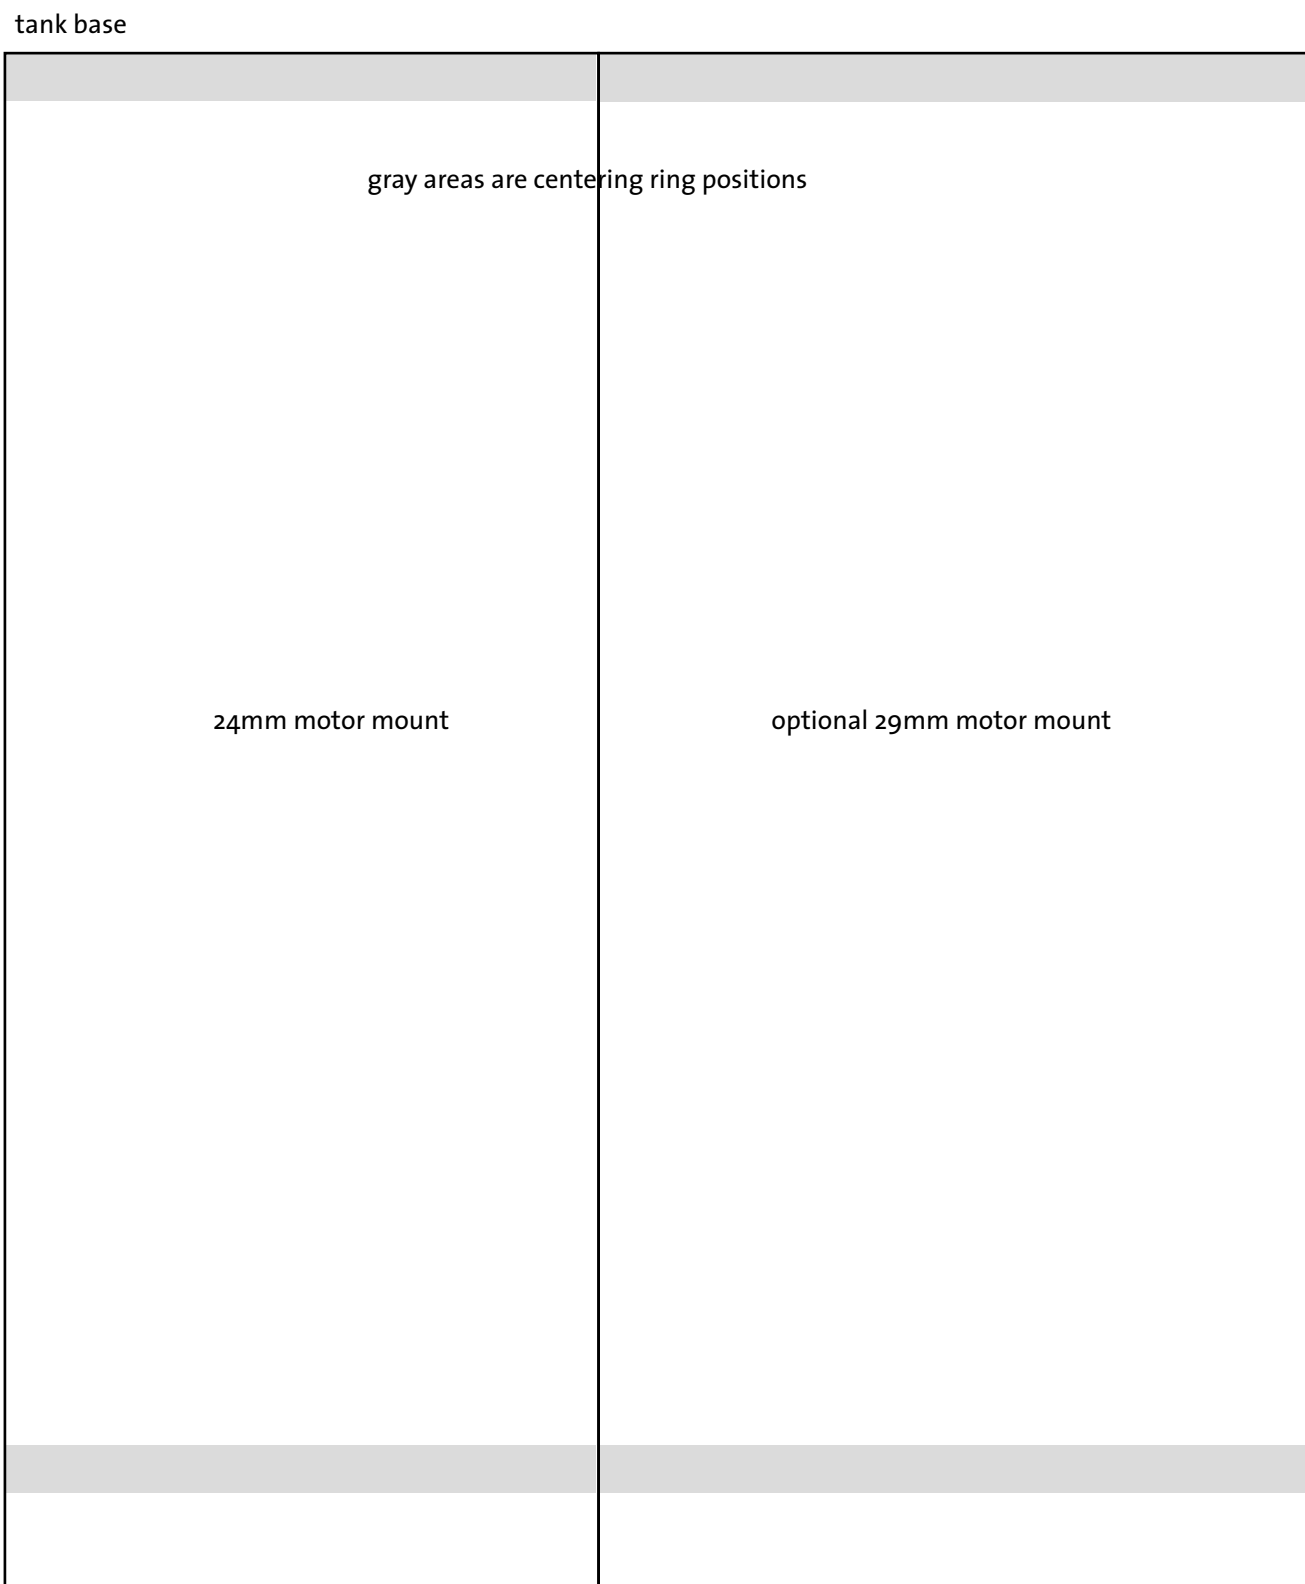 tank base
gray areas are centering ring positions
24mm motor mount
optional 29mm motor mount